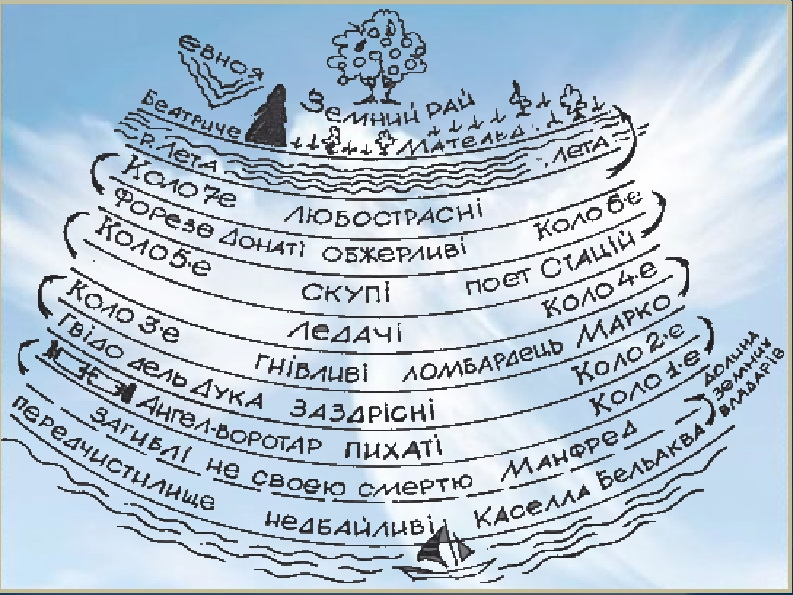 ЕВНОЯ
Земний рай
Беатриче
Мательда
р. Лета
Лета
Коло 7-е
Любострасні
Коло 6-е
Форезе Донаті обжерливі
Коло 5-е
скупі поет Стацій
Коло 4-е
Ледачі
Коло 3-е
гнівливі ломбардець Марко
Коло 2-е
Гвідо дель Дука заздрісні
Коло 1-е
Ангел-воротар пихаті
Долина земних владарів
загиблі не своєю смертю Манфред
Передчистилище недбайливі Каселла Бельаква